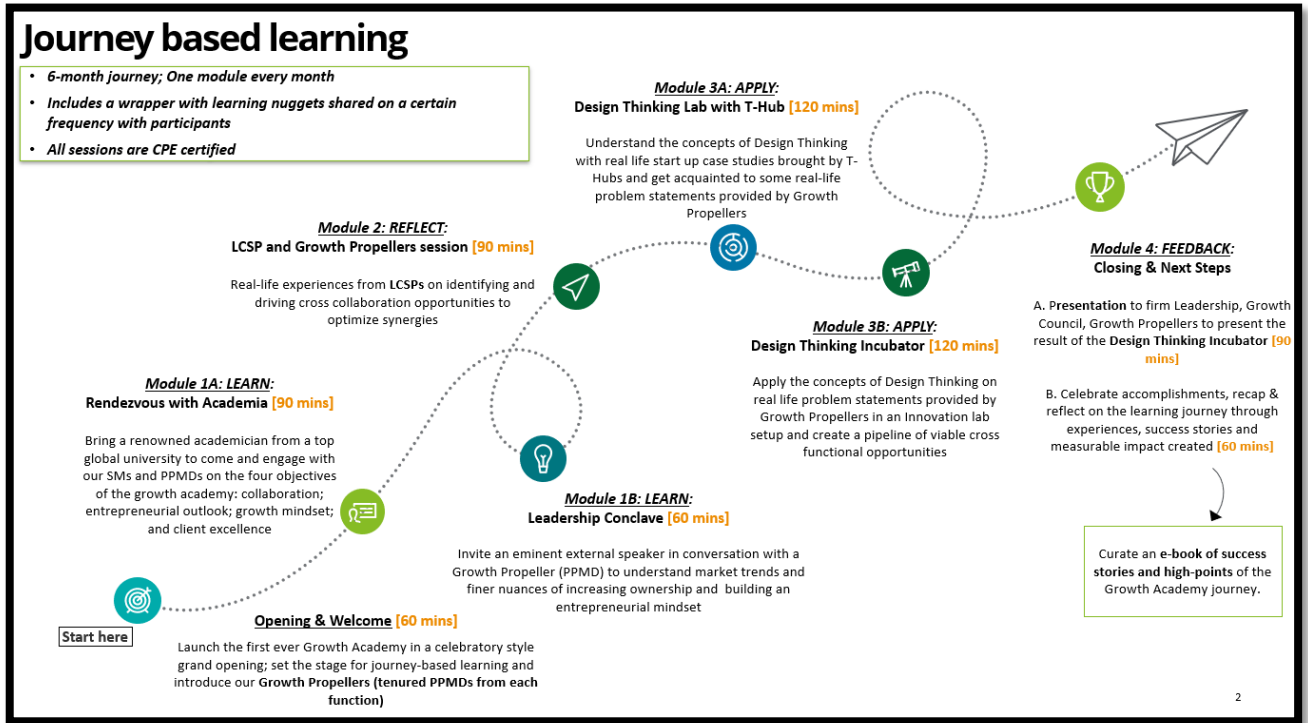 Journey based learning
• 6-month journey; One module every month
• Includes a wrapper with learning nuggets shared on a certain
frequency with participants
• All sessions are CPE certified
Start here
Opening & Welcome [60 mins]
Launch the first ever Growth Academy in a celebratory style
grand opening; set the stage for journey-based learning and
introduce our Growth Propellers (tenured PPMDs from each
function)
Module 1A: LEARN:
Rendezvous with Academia [90 mins]
Bring a renowned academician from a top
global university to come and engage with
our SMs and PPMDs on the four objectives
of the growth academy: collaboration;
entrepreneurial outlook; growth mindset;
and client excellence
Module 1B: LEARN:
Leadership Conclave [60 mins]
Invite an eminent external speaker in conversation with a
Growth Propeller (PPMD) to understand market trends and
finer nuances of increasing ownership and building an
entrepreneurial mindset
Module 2: REFLECT:
LCSP and Growth Propellers session [90 mins]
Real-life experiences from LCSPs on identifying and
driving cross collaboration opportunities to
optimize synergies
Module 3A: APPLY:
Design Thinking Lab with T-Hub [120 mins]
Understand the concepts of Design Thinking
with real life start up case studies brought by T-
Hubs and get acquainted to some real-life
problem statements provided by Growth
Propellers
Module 3B: APPLY:
Design Thinking Incubator [120 mins]
Apply the concepts of Design Thinking on
real life problem statements provided by
Growth Propellers in an Innovation lab
setup and create a pipeline of viable cross
functional opportunities
Module 4: FEEDBACK:
Closing & Next Steps
A. Presentation to firm Leadership, Growth
Council, Growth Propellers to present the
result of the Design Thinking Incubator [90
mins]
B. Celebrate accomplishments, recap &
reflect on the learning journey through
experiences, success stories and
measurable impact created [60 mins]
Curate an e-book of success
stories and high-points of the
Growth Academy journey.
2